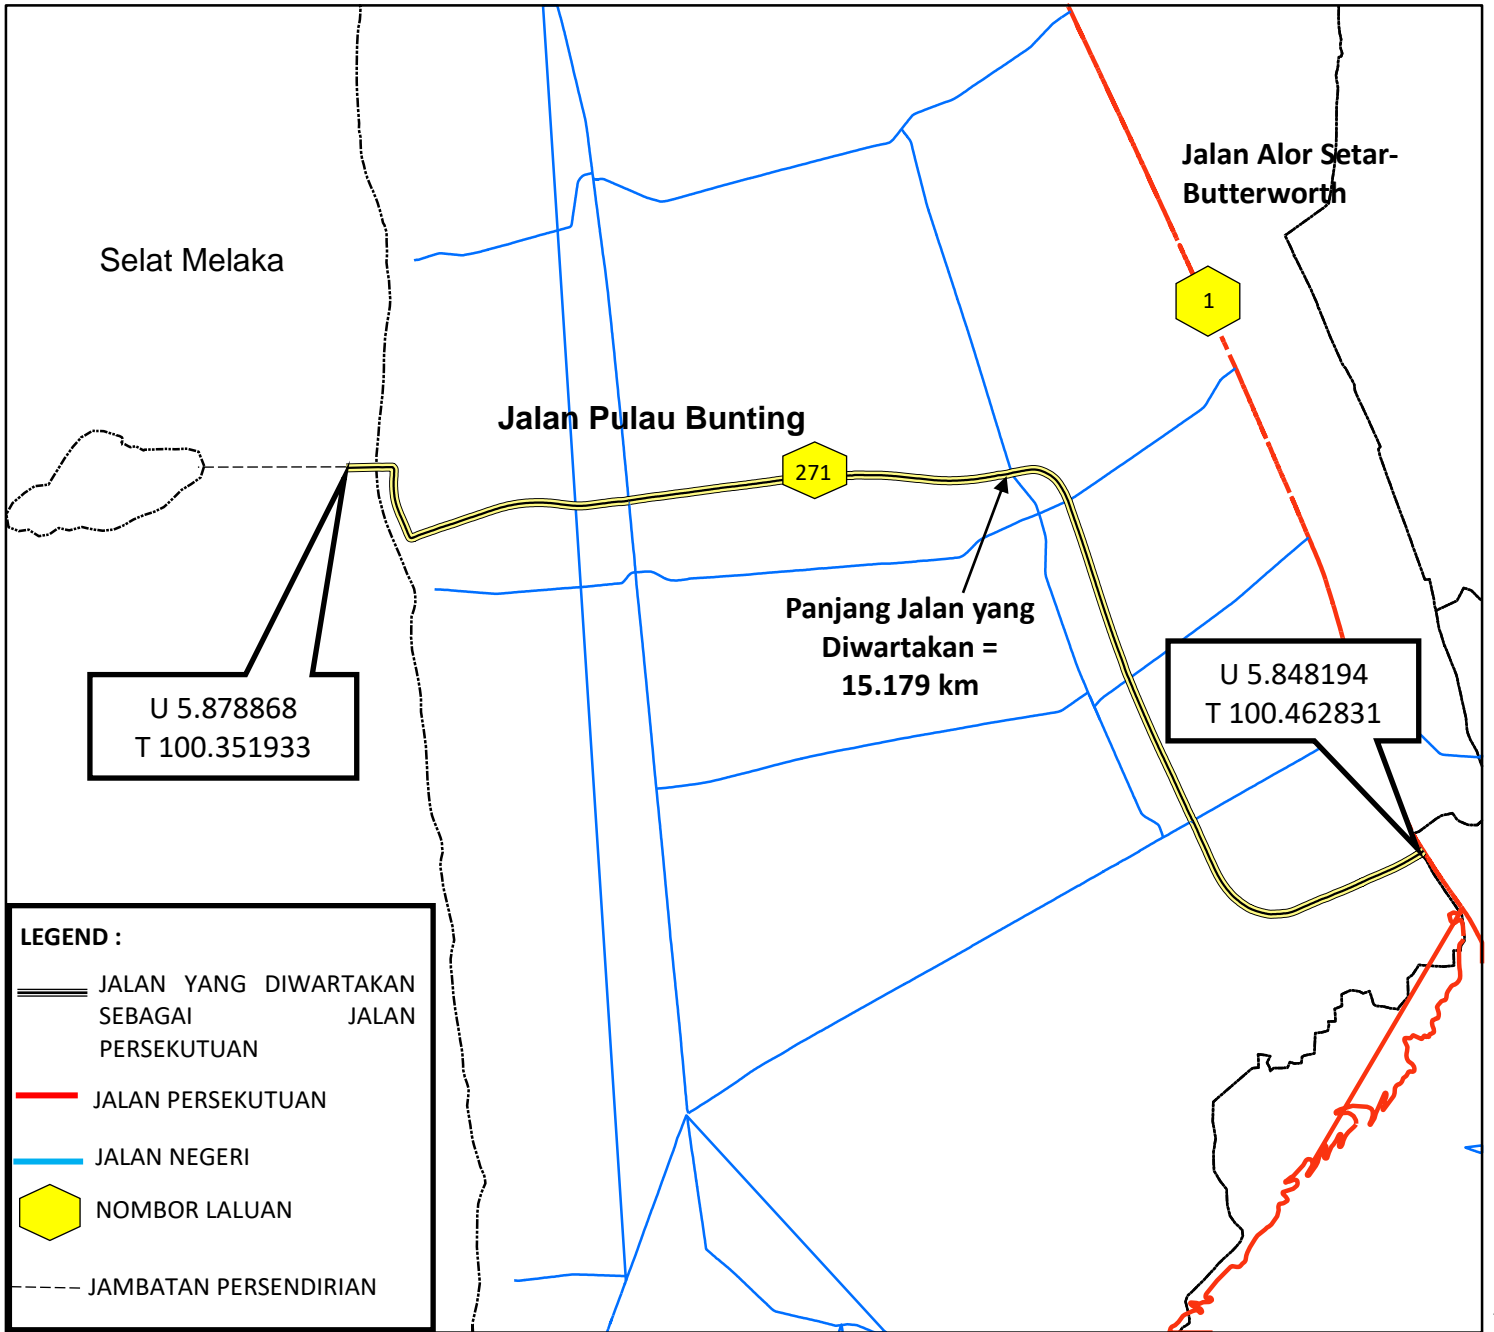 Jalan Alor Setar-
Butterworth
Selat Melaka
1
Jalan Pulau Bunting
271
Panjang Jalan yang
Diwartakan =
15.179 km
U 5.848194
T 100.462831
U 5.878868
T 100.351933
LEGEND :
JALAN YANG DIWARTAKAN
SEBAGAI JALAN
PERSEKUTUAN
JALAN PERSEKUTUAN
JALAN NEGERI
NOMBOR LALUAN
JAMBATAN PERSENDIRIAN